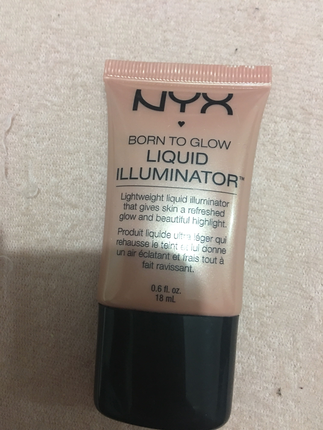 NYX
BORN TO GLOW
LIQUID
ILLUMINATOR™
Lightweight liquid illuminator
that gives skin a refreshed
glow and beautiful highlight.
Produit liquide ultra léger qui
rehausse le teint et lui donne
un air éclatant et frais tout à
fait ravissant.
0.6 fl. oz.
18 mL